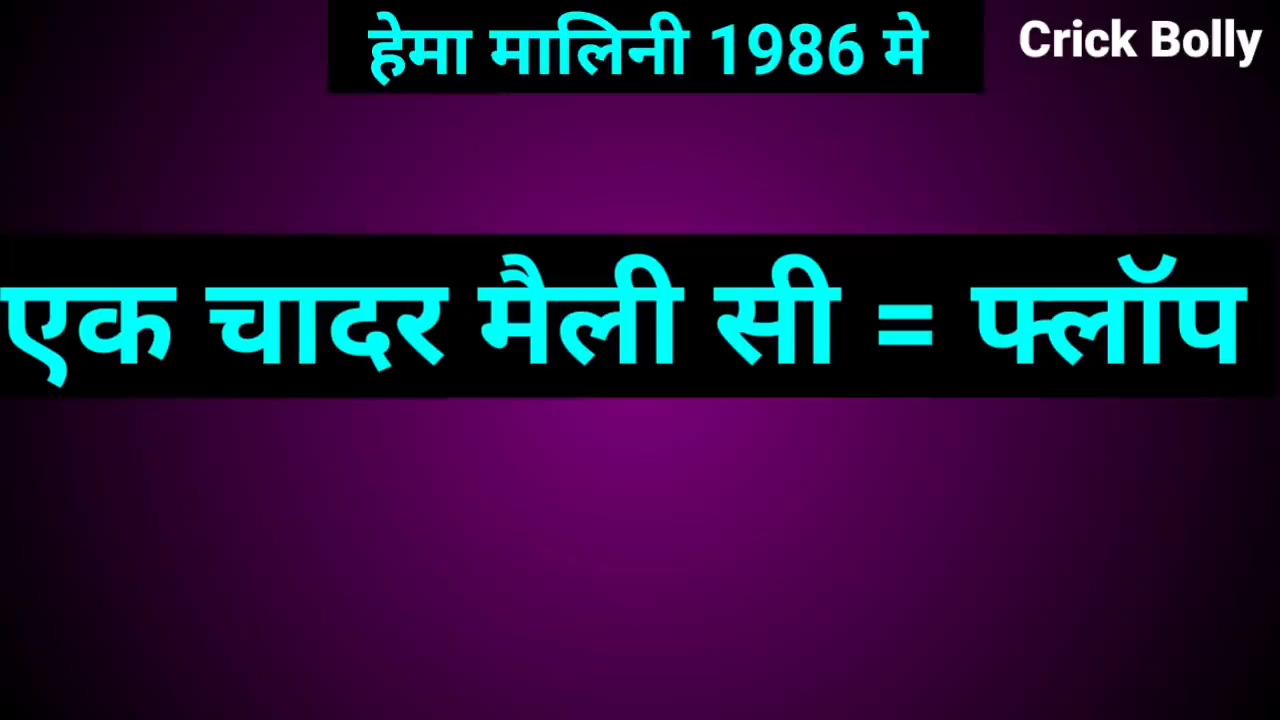 हेमा मालिनी 1986 मे
Crick Bolly
एक चादर मैली सी = फ्लॉप